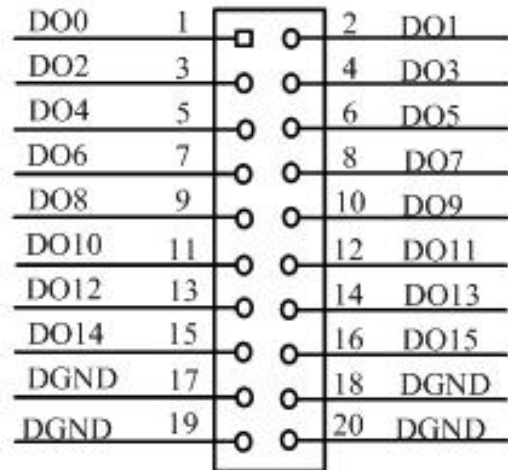 DO0 1 2 DO1
DO2 3 4 DO3
DO4 5 6 DO5
DO6 7 8 DO7
DO8 9 10 DO9
DO10 11 12 DO11
DO12 13 14 DO13
DO14 15 16 DO15
DGND 17 18 DGND
DGND 19 20 DGND